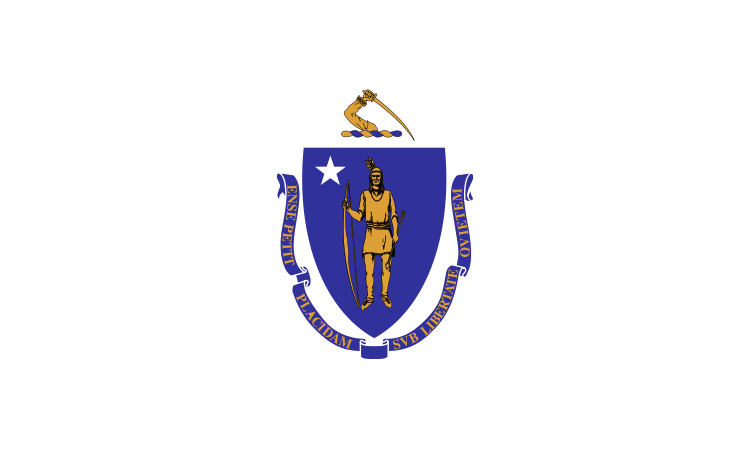 ENSE PETIT
PLACIDAM
SVB LIBERTATE
QVIETEM